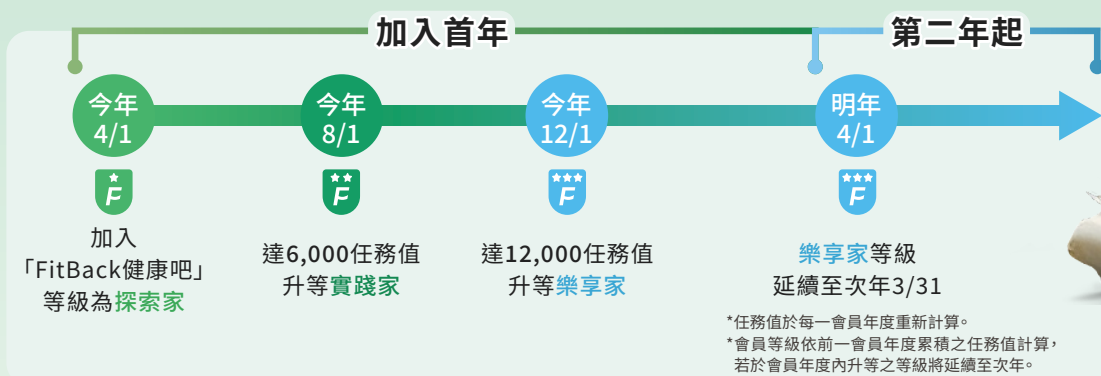 加入首年
第二年起
今年
4/1
今年
8/1
今年
12/1
明年
4/1
F
F
F
F
加入
「FitBack健康吧」
等級為探索家
達6,000任務值
升等實踐家
達12,000任務值
升等樂享家
樂享家等級
延續至次年3/31
*任務值於每一會員年度重新計算。
*會員等級依前一會員年度累積之任務值計算，
若於會員年度內升等之等級將延續至次年。